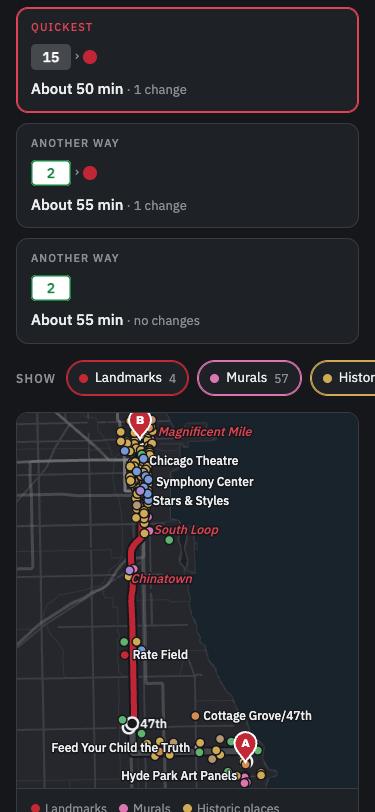 QUICKEST
15 ›
About 50 min · 1 change
ANOTHER WAY
2 ›
About 55 min · 1 change
ANOTHER WAY
2
About 55 min · no changes
SHOW Landmarks 4 Murals 57 Histor
B
Magnificent Mile
Chicago Theatre
Symphony Center
Stars & Styles
South Loop
Chinatown
Rate Field
Cottage Grove/47th
47th
A
Feed Your Child the Truth
Hyde Park Art Panels
Landmarks Murals Historic places